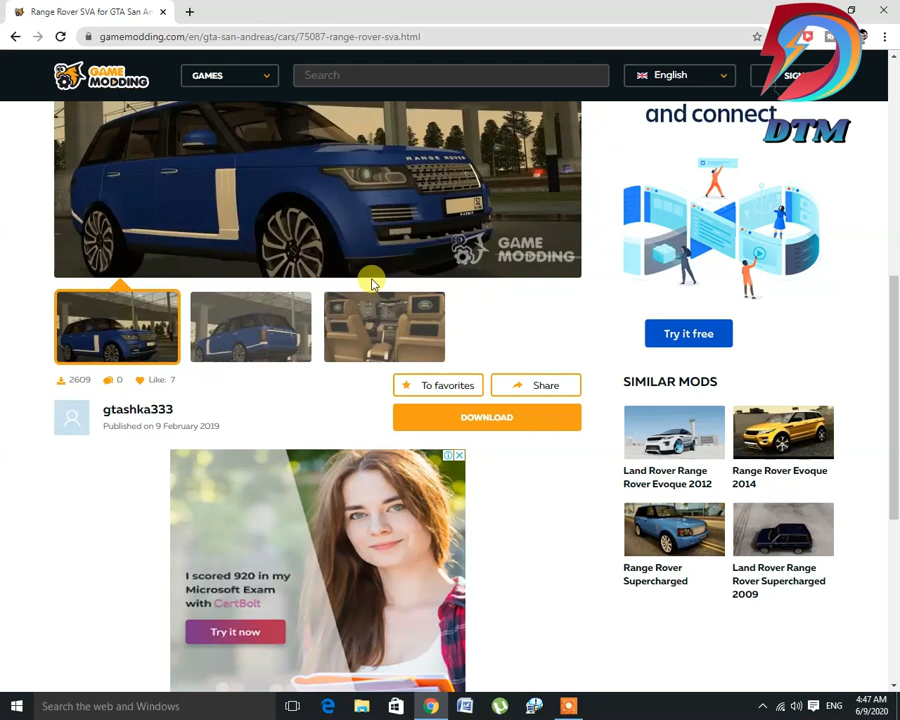 Range Rover SVA for GTA San An
gamemodding.com/en/gta-san-andreas/cars/75087-range-rover-sva.html
GAME
MODDING
GAMES
Search
English
SIGN
DTM
and connect
RANGE ROVER
GAME
MODDING
Try it free
2609
0
Like: 7
To favorites
Share
gtashka333
Published on 9 February 2019
DOWNLOAD
SIMILAR MODS
Land Rover Range
Rover Evoque 2012
Range Rover Evoque
2014
Range Rover
Supercharged
Land Rover Range
Rover Supercharged
2009
I scored 920 in my
Microsoft Exam
with CertBolt
Try it now
Search the web and Windows
ENG
4:47 AM
6/9/2020